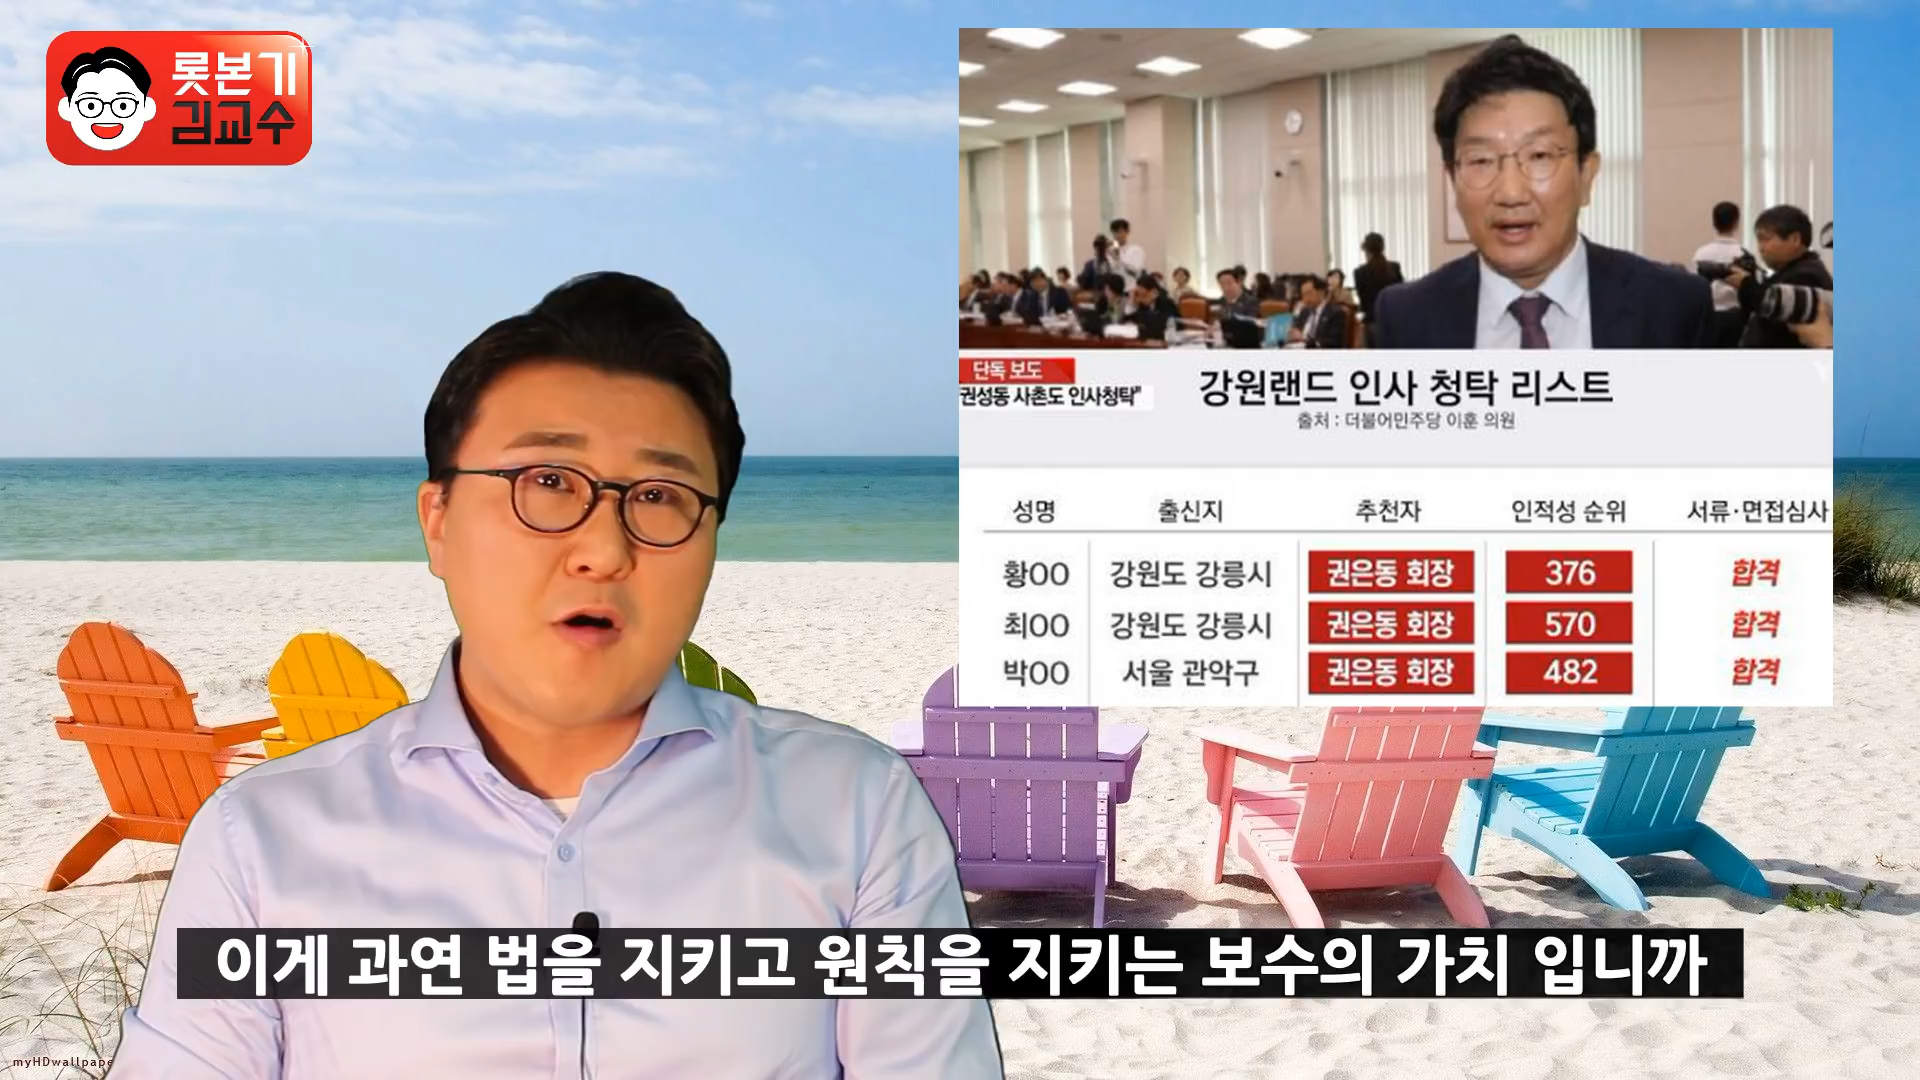 롯본기
김교수
단독 보도
권성동 사촌도 인사청탁"
강원랜드 인사 청탁 리스트
출처 : 더불어민주당 이훈 의원
성명 출신지 추천자 인적성 순위 서류·면접심사
황OO 강원도 강릉시 권은동 회장 376 합격
최OO 강원도 강릉시 권은동 회장 570 합격
박OO 서울 관악구 권은동 회장 482 합격
이게 과연 법을 지키고 원칙을 지키는 보수의 가치 입니까
myHDwallpape